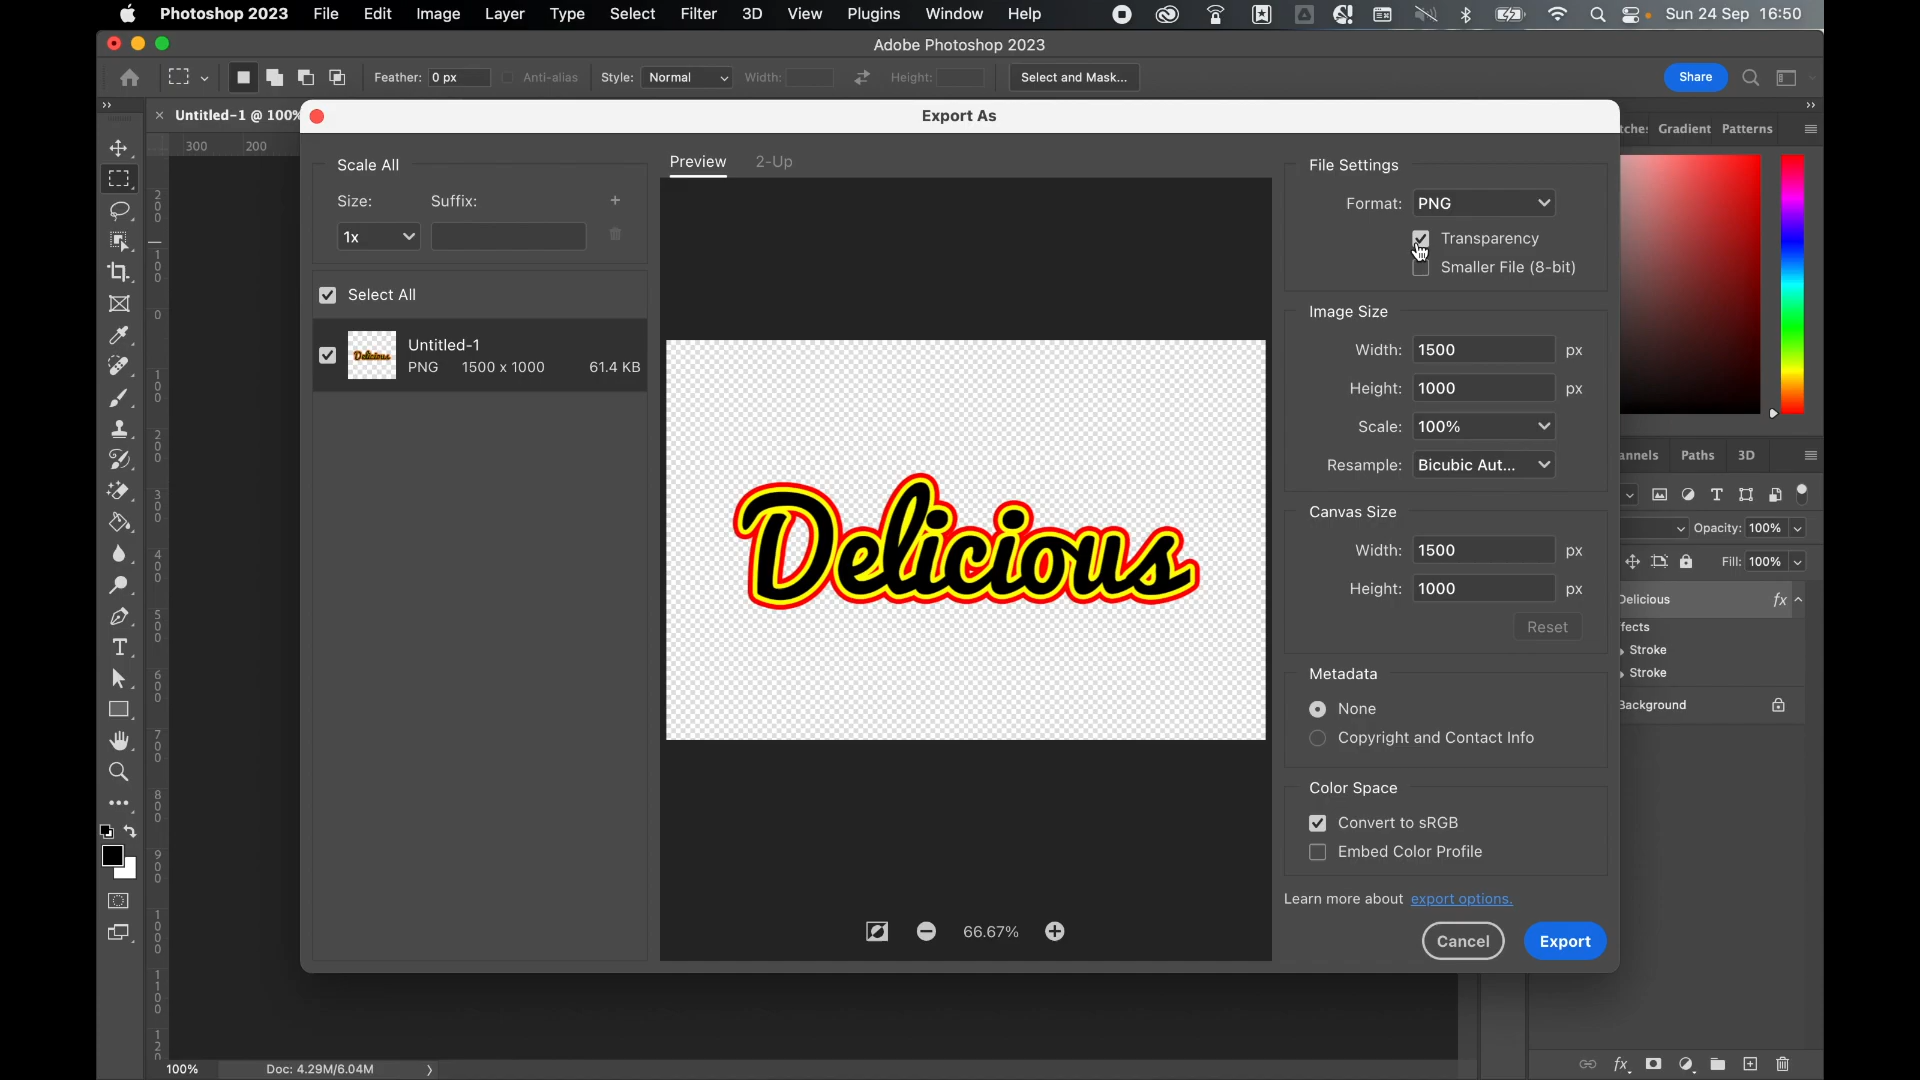 Photoshop 2023 File Edit Image Layer Type Select Filter 3D View Plugins Window Help Sun 24 Sep 16:50
Adobe Photoshop 2023
Feather: 0 px Anti-alias Style: Normal Width: Height: Select and Mask... Share
Untitled-1 @ 100%
Export As
Gradient Patterns
300 200
Scale All
Size: Suffix:
1x
Select All
Untitled-1
PNG 1500 x 1000 61.4 KB
Preview 2-Up
Delicious
66.67%
File Settings
Format: PNG
Transparency
Smaller File (8-bit)
Image Size
Width: 1500 px
Height: 1000 px
Scale: 100%
Resample: Bicubic Aut...
Canvas Size
Width: 1500 px
Height: 1000 px
Reset
Metadata
None
Copyright and Contact Info
Color Space
Convert to sRGB
Embed Color Profile
Learn more about export options.
Cancel Export
annels Paths 3D
Opacity: 100%
Fill: 100%
Delicious fx
ffects
Stroke
Stroke
Background
200
100
0
100
200
300
400
500
600
700
800
900
1000
1100
120
100% Doc: 4.29M/6.04M
fx